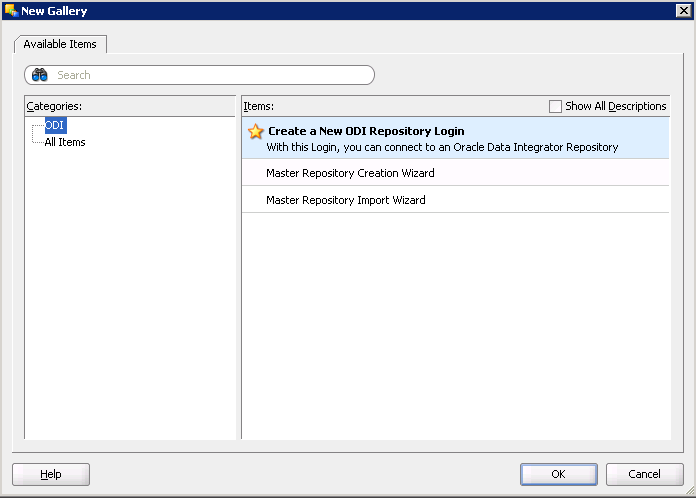 New Gallery
Available Items
Search
Categories:
ODI
All Items
Items:
Show All Descriptions
Create a New ODI Repository Login
With this Login, you can connect to an Oracle Data Integrator Repository
Master Repository Creation Wizard
Master Repository Import Wizard
Help
OK
Cancel